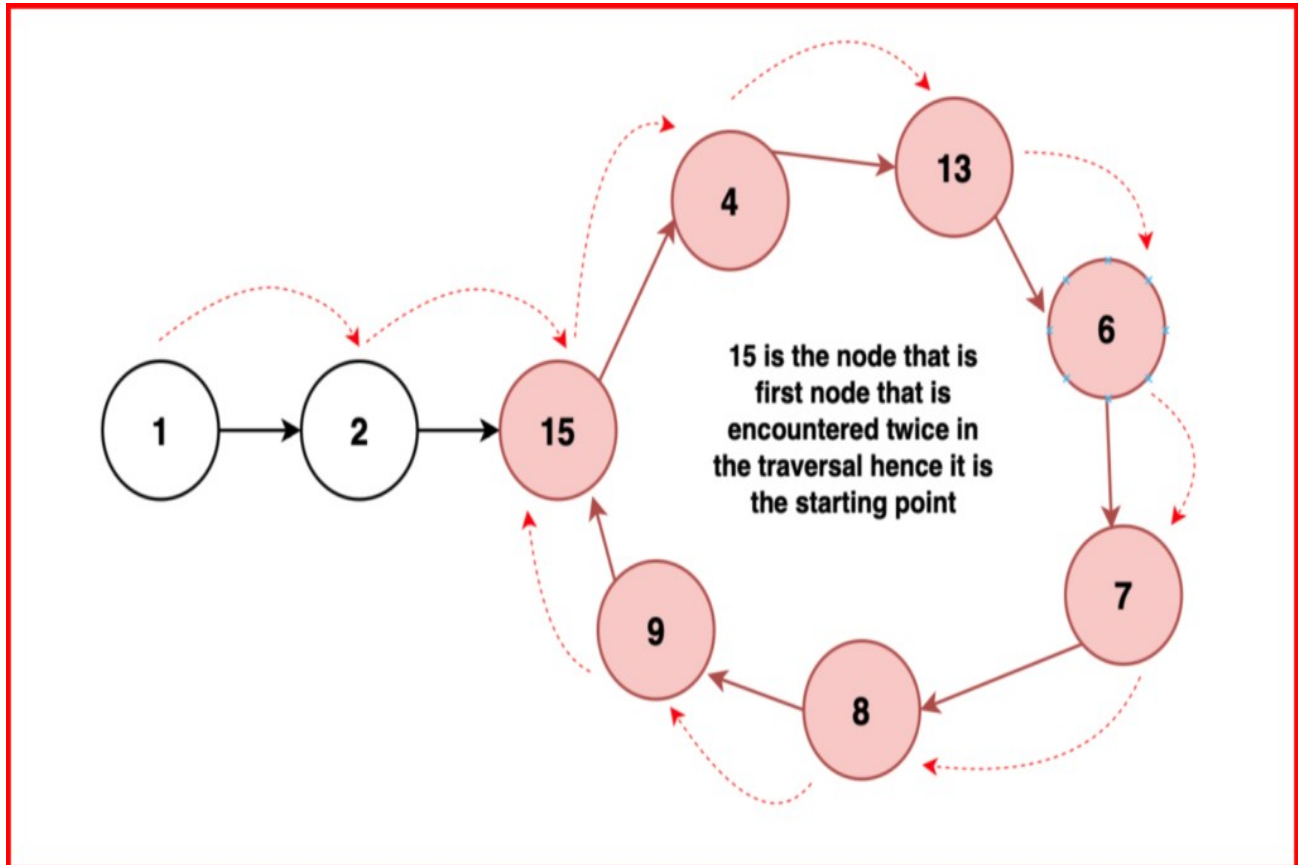 1
2
15
4
13
6
7
8
9
15 is the node that is
first node that is
encountered twice in
the traversal hence it is
the starting point